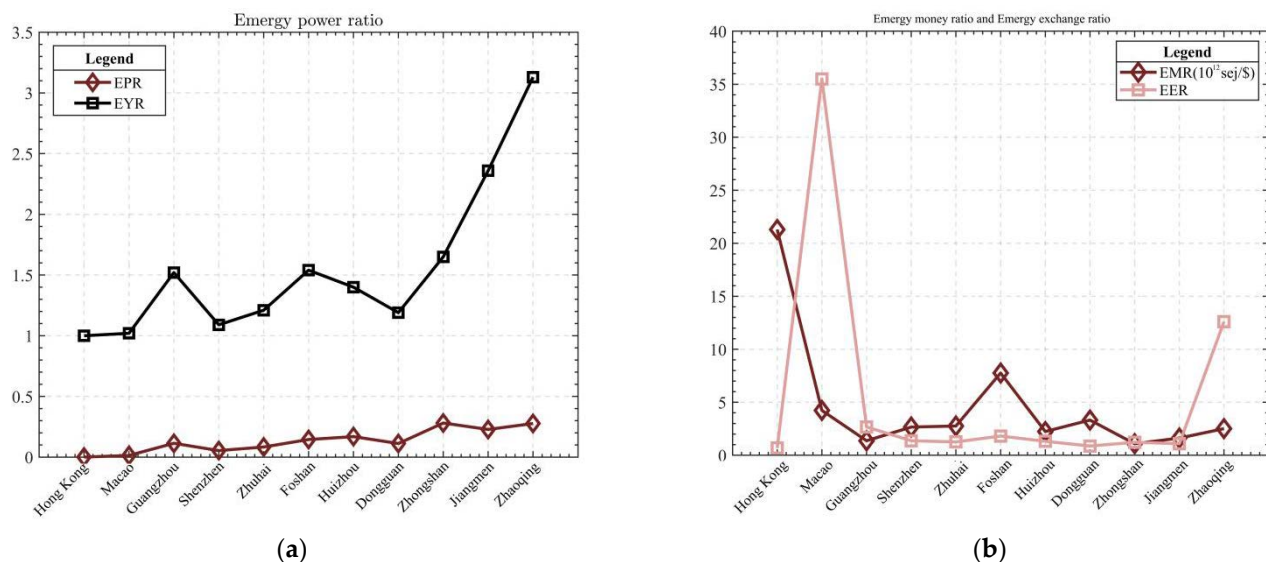 Emergy power ratio
Legend
EPR
EYR
3.5
3
2.5
2
1.5
1
0.5
0
Hong Kong
Macao
Guangzhou
Shenzhen
Zhuhai
Foshan
Huizhou
Dongguan
Zhongshan
Jiangmen
Zhaoqing
(a)
Emergy money ratio and Emergy exchange ratio
Legend
EMR(10¹²sej/$)
EER
40
35
30
25
20
15
10
5
0
Hong Kong
Macao
Guangzhou
Shenzhen
Zhuhai
Foshan
Huizhou
Dongguan
Zhongshan
Jiangmen
Zhaoqing
(b)